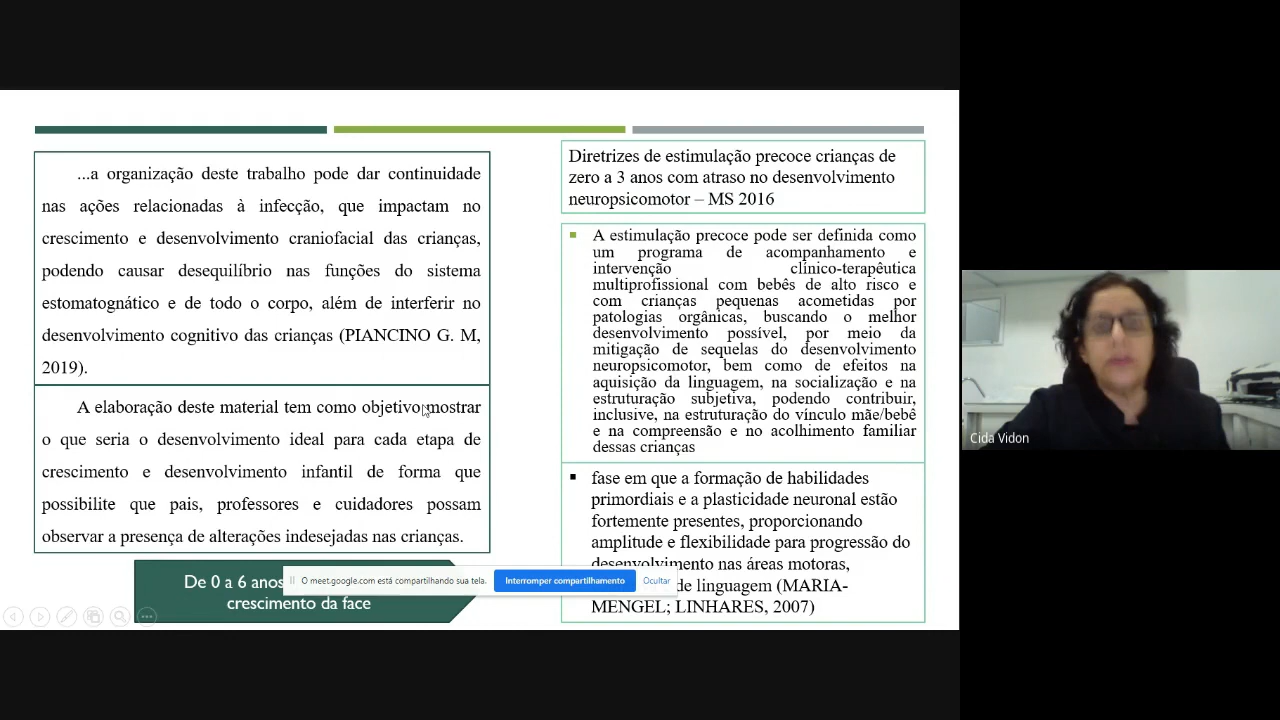 ...a organização deste trabalho pode dar continuidade
nas ações relacionadas à infecção, que impactam no
crescimento e desenvolvimento craniofacial das crianças,
podendo causar desequilíbrio nas funções do sistema
estomatognático e de todo o corpo, além de interferir no
desenvolvimento cognitivo das crianças (PIANCINO G. M,
2019).
A elaboração deste material tem como objetivo mostrar
o que seria o desenvolvimento ideal para cada etapa de
crescimento e desenvolvimento infantil de forma que
possibilite que pais, professores e cuidadores possam
observar a presença de alterações indesejadas nas crianças.
De 0 a 6 anos
crescimento da face
Diretrizes de estimulação precoce crianças de
zero a 3 anos com atraso no desenvolvimento
neuropsicomotor – MS 2016
A estimulação precoce pode ser definida como
um programa de acompanhamento e
intervenção clínico-terapêutica
multiprofissional com bebês de alto risco e
com crianças pequenas acometidas por
patologias orgânicas, buscando o melhor
desenvolvimento possível, por meio da
mitigação de sequelas do desenvolvimento
neuropsicomotor, bem como de efeitos na
aquisição da linguagem, na socialização e na
estruturação subjetiva, podendo contribuir,
inclusive, na estruturação do vínculo mãe/bebê
e na compreensão e no acolhimento familiar
dessas crianças
fase em que a formação de habilidades
primordiais e a plasticidade neuronal estão
fortemente presentes, proporcionando
amplitude e flexibilidade para progressão do
desenvolvimento nas áreas motoras,
de linguagem (MARIA-
MENGEL; LINHARES, 2007)
O meet.google.com está compartilhando sua tela.
Interromper compartilhamento
Ocultar
Cida Vidon